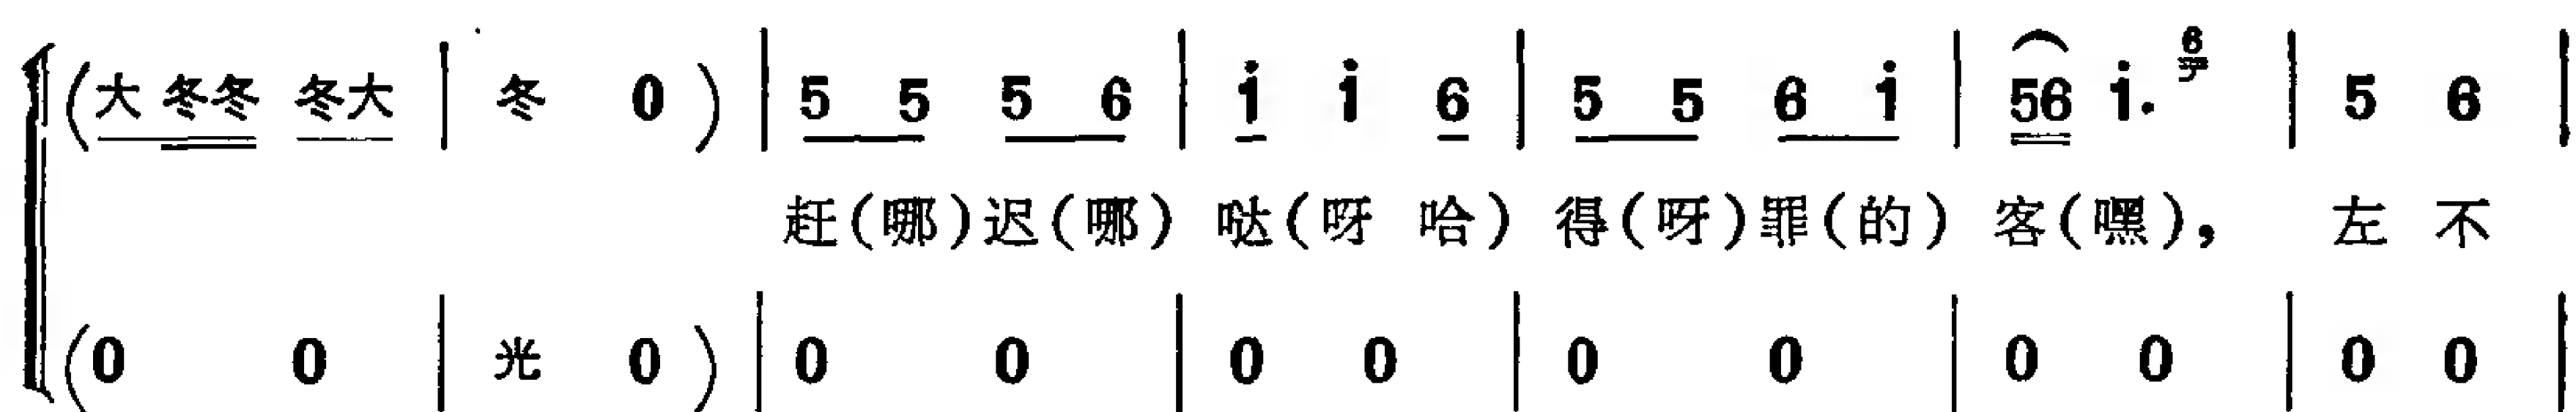 (大 冬冬 冬大 | 冬 0 ) | 5 5 5 6 | i i 6 | 5 5 6 i | 56 i. 6 | 5 6 |
赶(哪)迟(哪) 哒(呀 哈) 得(呀)罪(的) 客(嘿), 左 不
(0 0 | 光 0 ) | 0 0 | 0 0 | 0 0 | 0 0 | 0 0 |